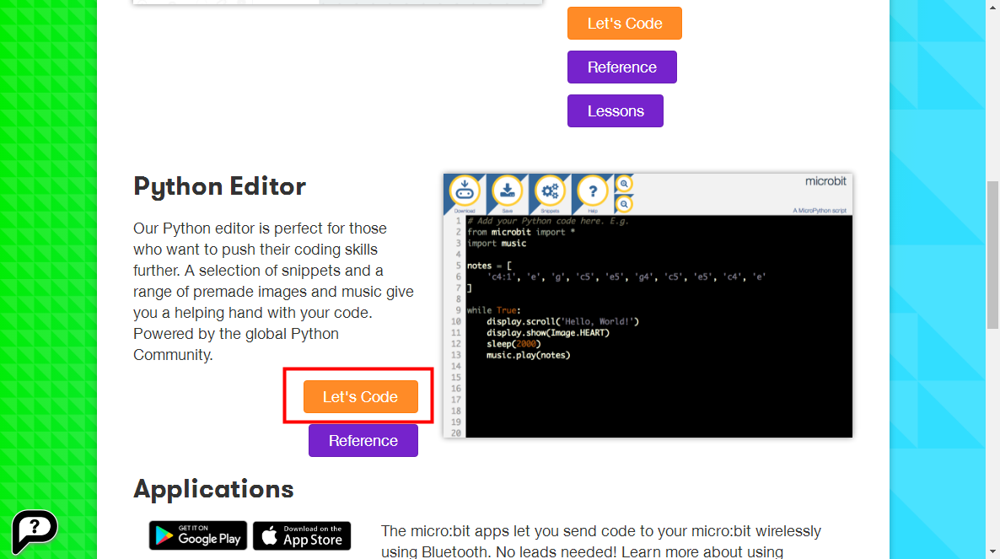 Let's Code
Reference
Lessons
Python Editor
Our Python editor is perfect for those
who want to push their coding skills
further. A selection of snippets and a
range of premade images and music give
you a helping hand with your code.
Powered by the global Python
Community.
Let's Code
Reference
Download
Save
Snippets
?
Help
microbit
A MicroPython script
1 # Add your Python code here. E.g.
2 from microbit import *
3 import music
4
5 notes = [
6 'c4:1', 'e', 'g', 'c5', 'e5', 'g4', 'c5', 'e5', 'c4', 'e'
7 ]
8
9 while True:
10 display.scroll('Hello, World!')
11 display.show(Image.HEART)
12 sleep(2000)
13 music.play(notes)
14
15
16
17
18
19
20
Applications
?
GET IT ON
Google Play
Download on the
App Store
The micro:bit apps let you send code to your micro:bit wirelessly
using Bluetooth. No leads needed! Learn more about using